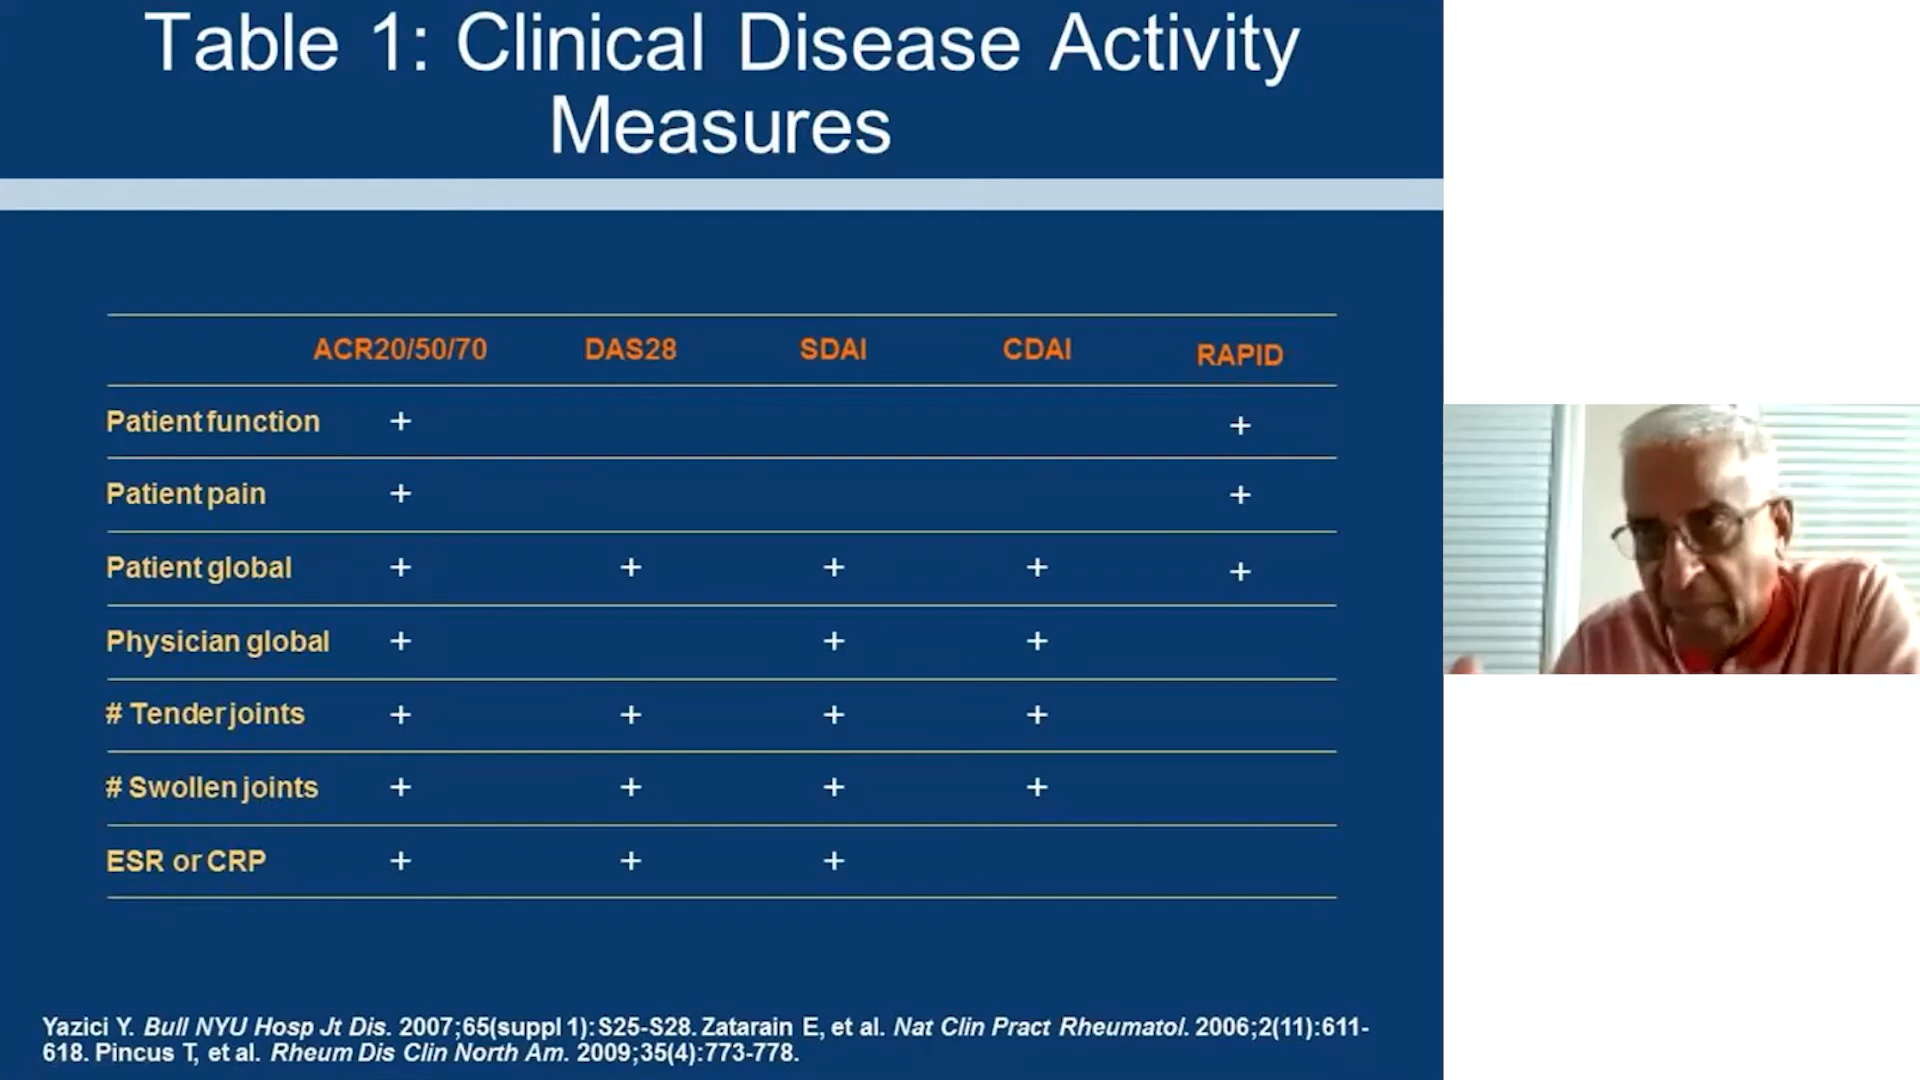 Table 1: Clinical Disease Activity
Measures
ACR20/50/70 DAS28 SDAI CDAI RAPID
Patient function + +
Patient pain + +
Patient global + + + + +
Physician global + + +
# Tender joints + + + +
# Swollen joints + + + +
ESR or CRP + + +
Yazici Y. Bull NYU Hosp Jt Dis. 2007;65(suppl 1):S25-S28. Zatarain E, et al. Nat Clin Pract Rheumatol. 2006;2(11):611-
618. Pincus T, et al. Rheum Dis Clin North Am. 2009;35(4):773-778.